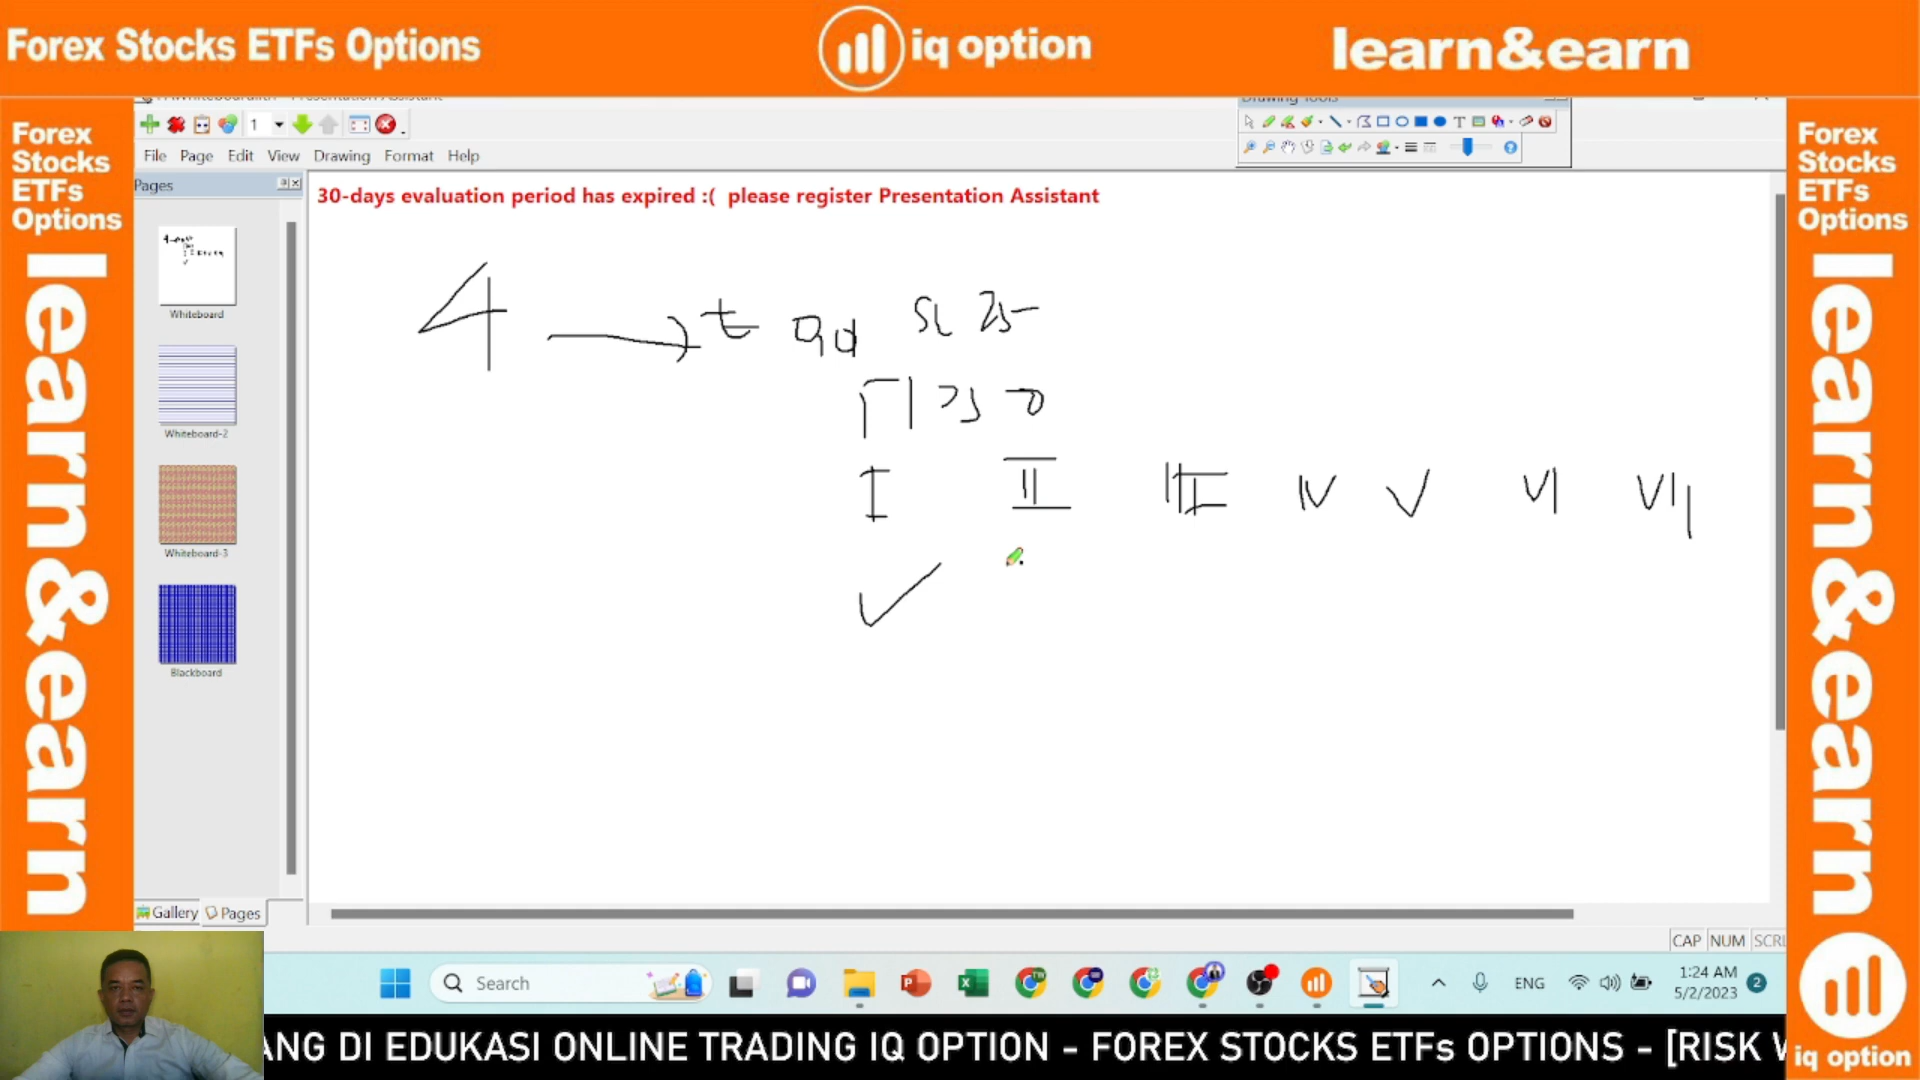 Forex Stocks ETFs Options
iq option
learn&earn
Forex
Stocks
ETFs
Options
learn&earn
1
File Page Edit View Drawing Format Help
Pages
30-days evaluation period has expired :( please register Presentation Assistant
Whiteboard
Whiteboard-2
Whiteboard-3
Blackboard
4
I II III IV V VI VII
Gallery Pages
CAP NUM SCRL
Search
ENG
1:24 AM
5/2/2023
2
ANG DI EDUKASI ONLINE TRADING IQ OPTION - FOREX STOCKS ETFs OPTIONS - [RISK
Forex
Stocks
ETFs
Options
learn&earn
iq option